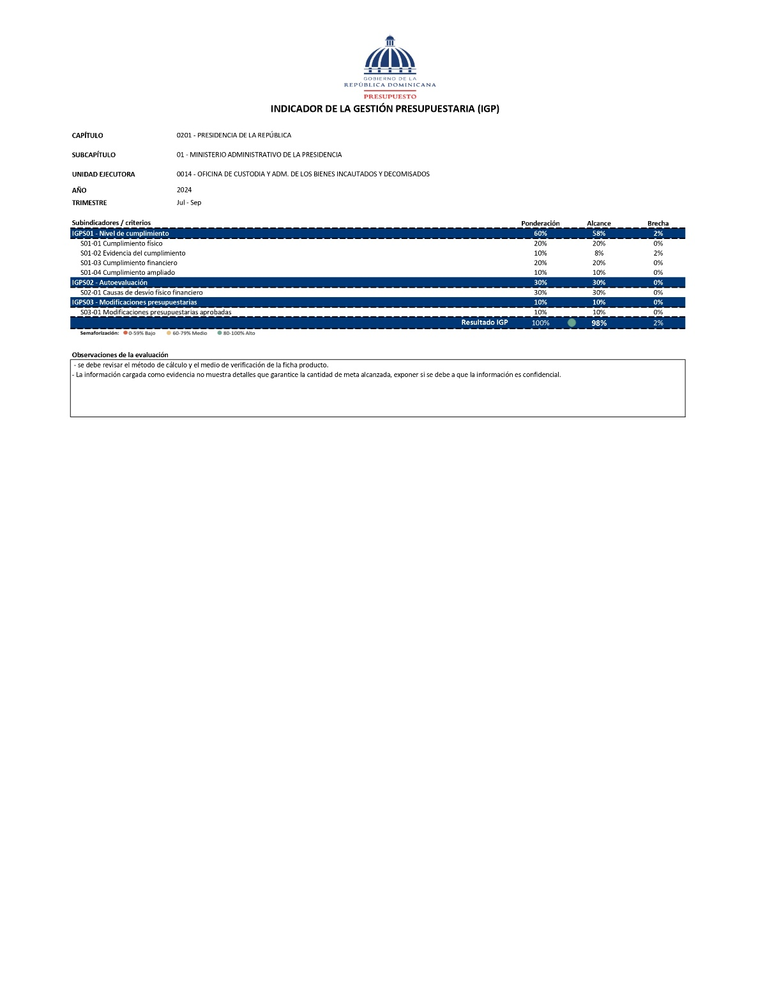 GOBIERNO DE LA
REPÚBLICA DOMINICANA
PRESUPUESTO
INDICADOR DE LA GESTIÓN PRESUPUESTARIA (IGP)
CAPÍTULO 0201 - PRESIDENCIA DE LA REPÚBLICA
SUBCAPÍTULO 01 - MINISTERIO ADMINISTRATIVO DE LA PRESIDENCIA
UNIDAD EJECUTORA 0014 - OFICINA DE CUSTODIA Y ADM. DE LOS BIENES INCAUTADOS Y DECOMISADOS
AÑO 2024
TRIMESTRE Jul - Sep
Subindicadores / criterios Ponderación Alcance Brecha
IGPS01 - Nivel de cumplimiento 60% 58% 2%
S01-01 Cumplimiento físico 20% 20% 0%
S01-02 Evidencia del cumplimiento 10% 8% 2%
S01-03 Cumplimiento financiero 20% 20% 0%
S01-04 Cumplimiento ampliado 10% 10% 0%
IGPS02 - Autoevaluación 30% 30% 0%
S02-01 Causas de desvío físico financiero 30% 30% 0%
IGPS03 - Modificaciones presupuestarias 10% 10% 0%
S03-01 Modificaciones presupuestarias aprobadas 10% 10% 0%
Resultado IGP 100% 98% 2%
Semaforización: 0-59% Bajo 60-79% Medio 80-100% Alto
Observaciones de la evaluación
- se debe revisar el método de cálculo y el medio de verificación de la ficha producto.
- La información cargada como evidencia no muestra detalles que garantice la cantidad de meta alcanzada, exponer si se debe a que la información es confidencial.